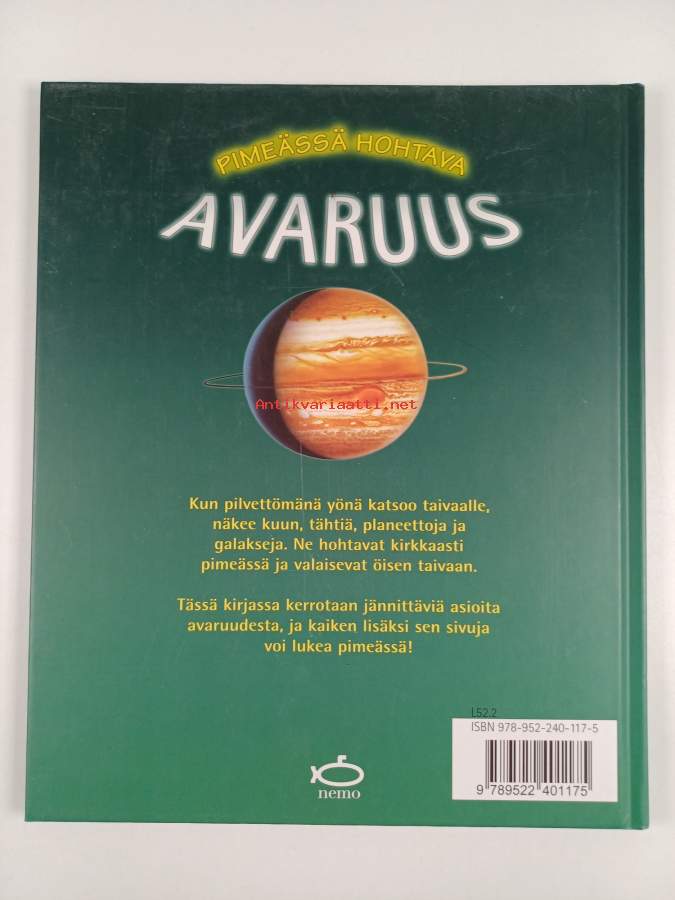 PIMEÄSSÄ HOHTAVA
AVARUUS
Antikvariaatti.net
Kun pilvettömänä yönä katsoo taivaalle,
näkee kuun, tähtiä, planeettoja ja
galakseja. Ne hohtavat kirkkaasti
pimeässä ja valaisevat öisen taivaan.
Tässä kirjassa kerrotaan jännittäviä asioita
avaruudesta, ja kaiken lisäksi sen sivuja
voi lukea pimeässä!
L52.2
ISBN 978-952-240-117-5
9 789522 401175
nemo